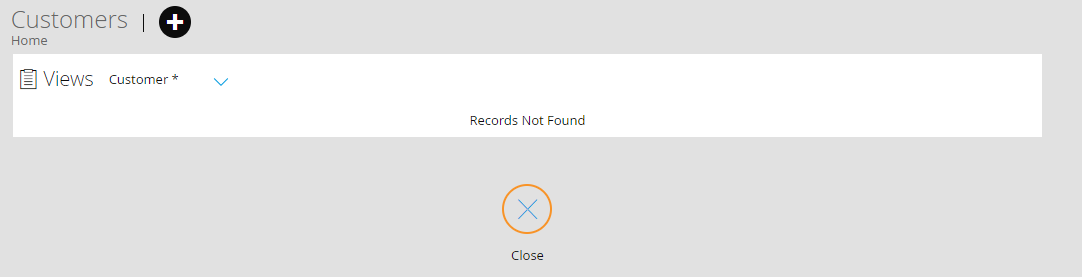 Customers |
Home
Views Customer *
Records Not Found
Close